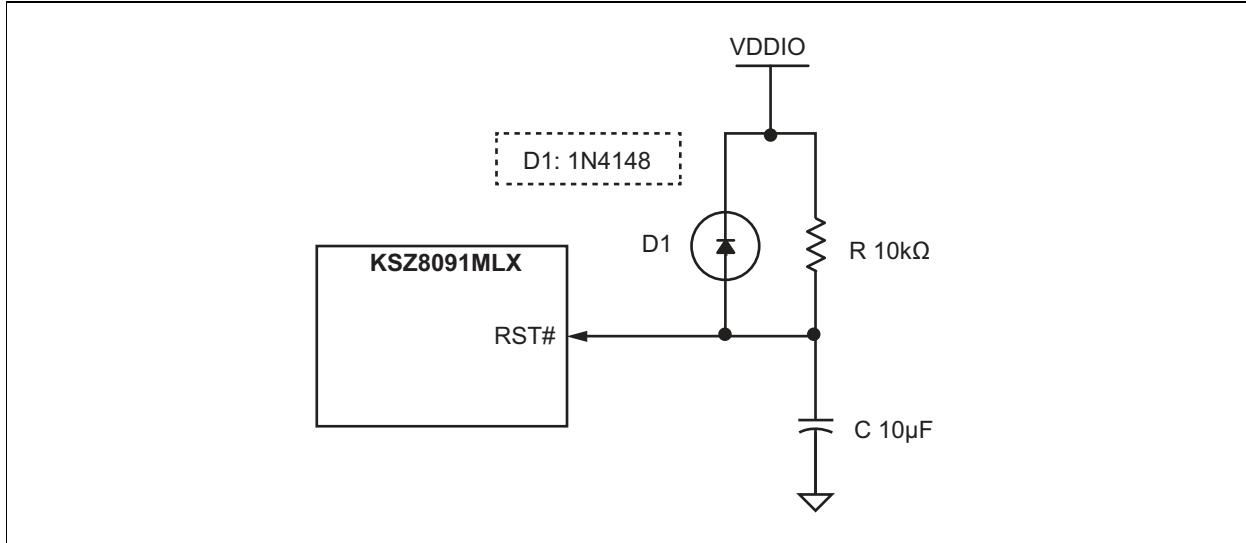 VDDIO
D1: 1N4148
D1
R 10kΩ
KSZ8091MLX
RST#
C 10µF